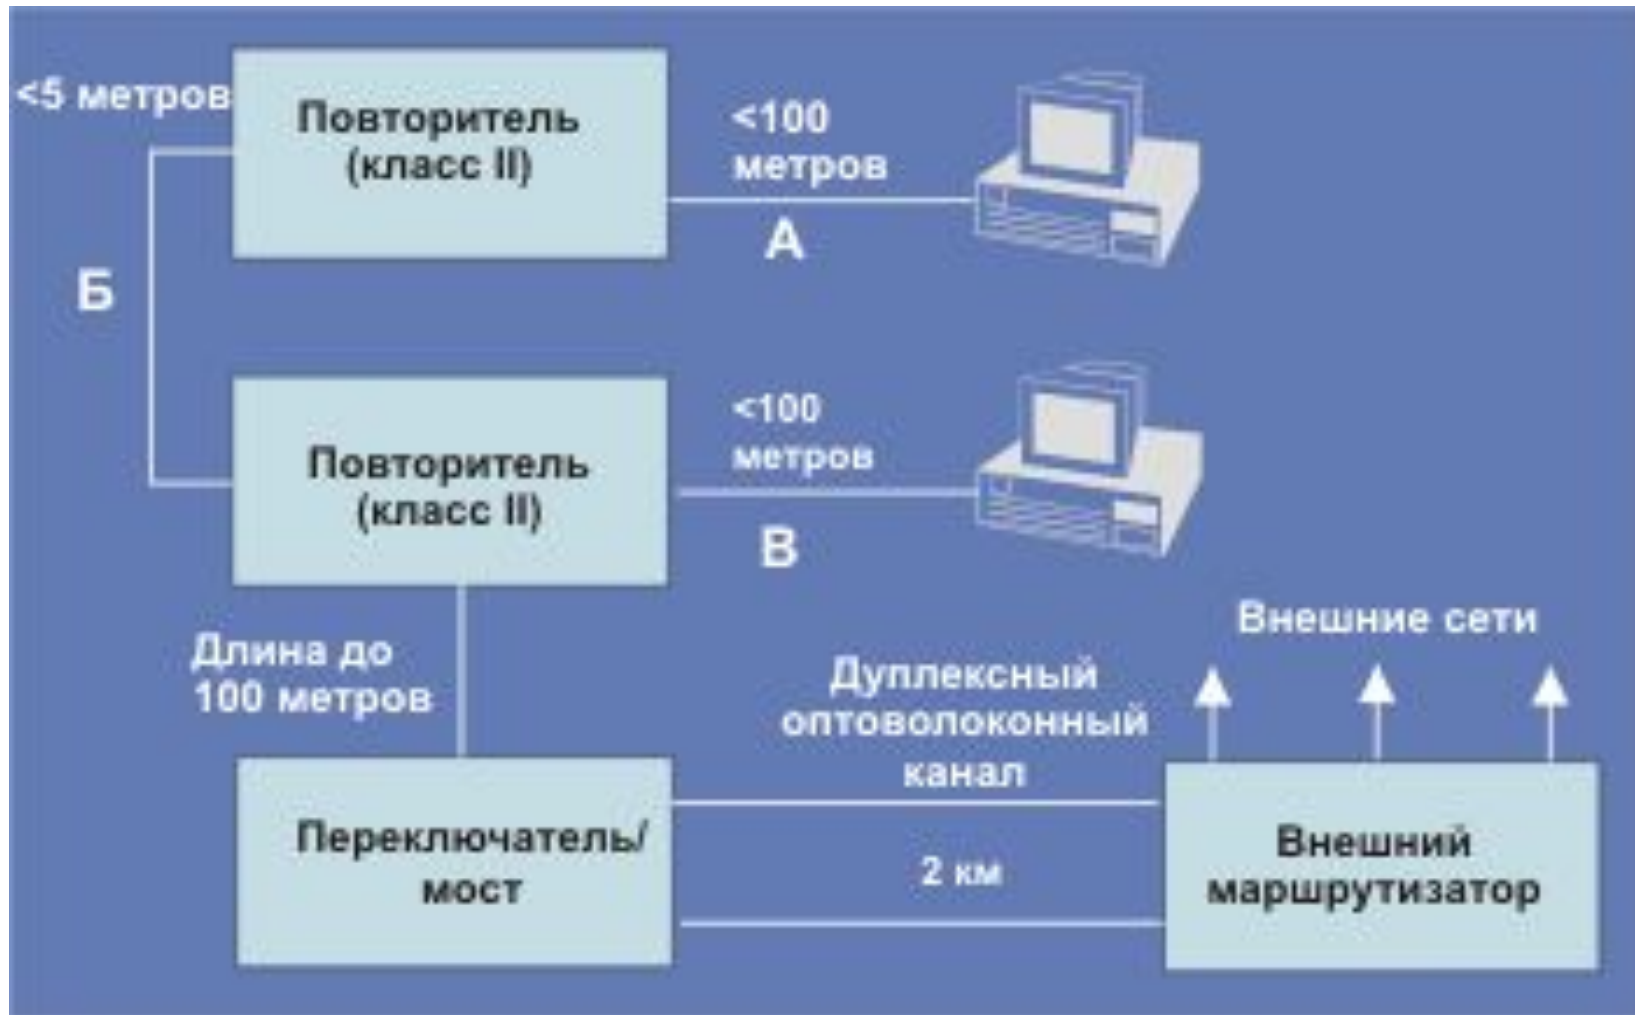 <5 метров
Повторитель
(класс II)
<100
метров
А
Б
Повторитель
(класс II)
<100
метров
В
Длина до
100 метров
Дуплексный
оптоволоконный
канал
2 км
Внешние сети
Переключатель/
мост
Внешний
маршрутизатор